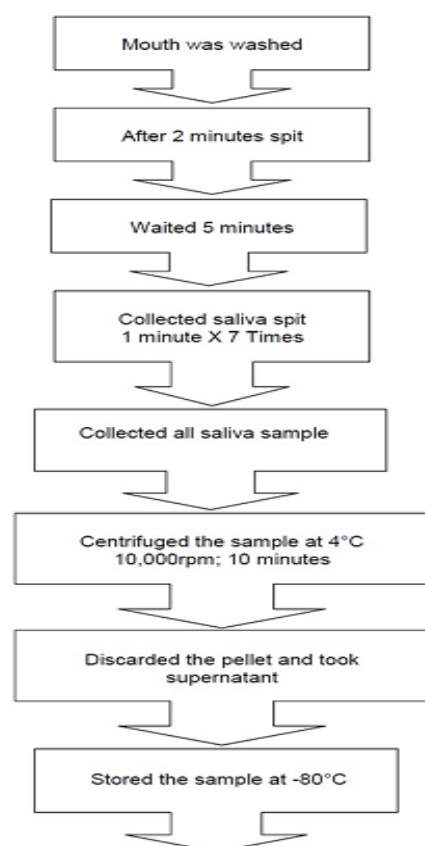 Mouth was washed
After 2 minutes spit
Waited 5 minutes
Collected saliva spit
1 minute X 7 Times
Collected all saliva sample
Centrifuged the sample at 4°C
10,000rpm; 10 minutes
Discarded the pellet and took
supernatant
Stored the sample at -80°C